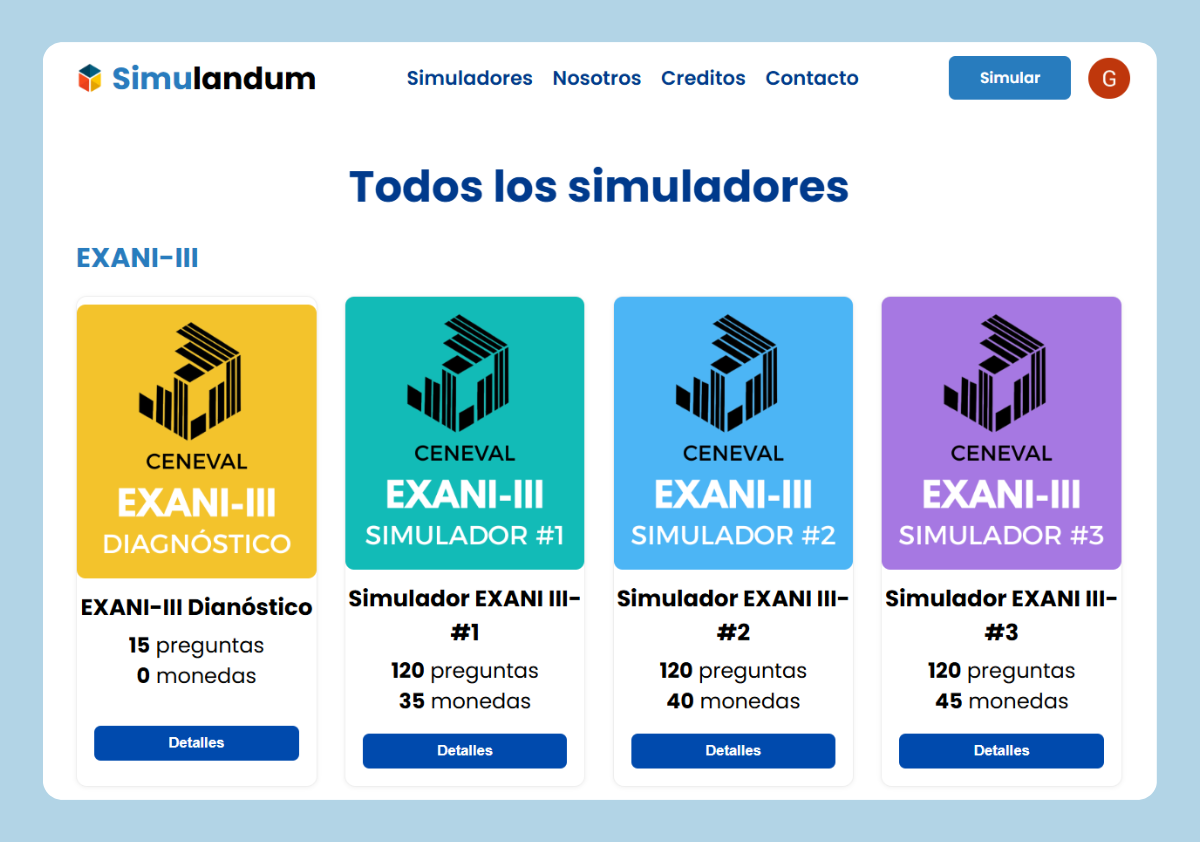 Simulandum
Simuladores Nosotros Creditos Contacto
Simular
G
Todos los simuladores
EXANI-III
CENEVAL
EXANI-III
DIAGNÓSTICO
EXANI-III Dianóstico
15 preguntas
0 monedas
Detalles
CENEVAL
EXANI-III
SIMULADOR #1
Simulador EXANI III-
#1
120 preguntas
35 monedas
Detalles
CENEVAL
EXANI-III
SIMULADOR #2
Simulador EXANI III-
#2
120 preguntas
40 monedas
Detalles
CENEVAL
EXANI-III
SIMULADOR #3
Simulador EXANI III-
#3
120 preguntas
45 monedas
Detalles